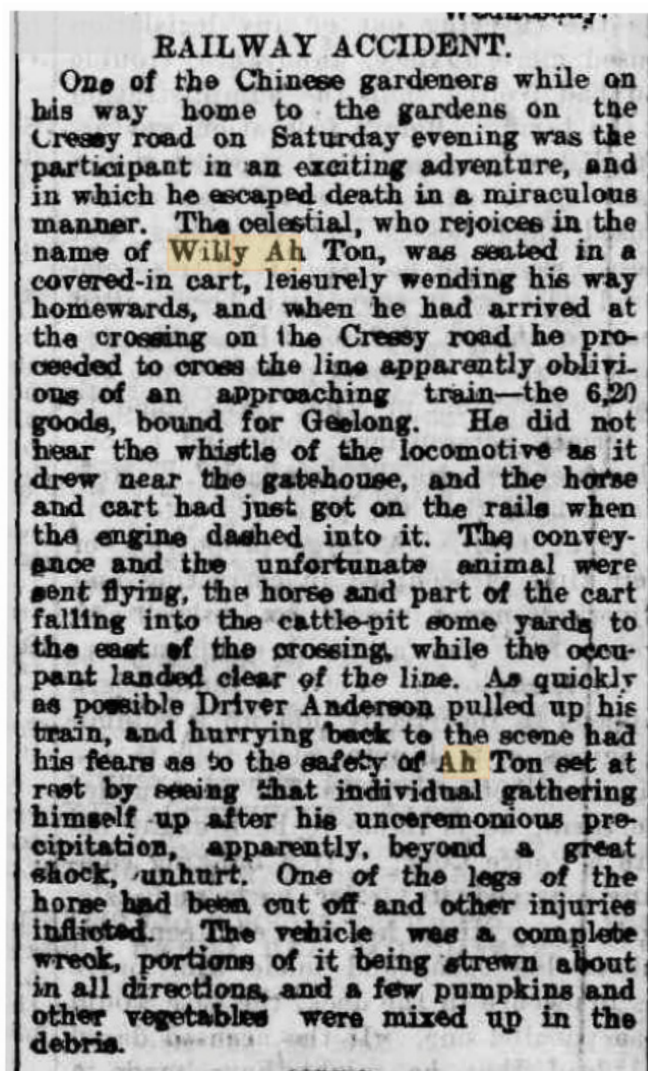 Wednesday.
RAILWAY ACCIDENT.
One of the Chinese gardeners while on
his way home to the gardens on the
Cressy road on Saturday evening was the
participant in an exciting adventure, and
in which he escaped death in a miraculous
manner. The celestial, who rejoices in the
name of Willy Ah Ton, was seated in a
covered-in cart, leisurely wending his way
homewards, and when he had arrived at
the crossing on the Cressy road he pro-
ceeded to cross the line apparently oblivi-
ous of an approaching train—the 6,20
goods, bound for Geelong. He did not
hear the whistle of the locomotive as it
drew near the gatehouse, and the horse
and cart had just got on the rails when
the engine dashed into it. The convey-
ance and the unfortunate animal were
sent flying, the horse and part of the cart
falling into the cattle-pit some yards to
the east of the crossing, while the occu-
pant landed clear of the line. As quickly
as possible Driver Anderson pulled up his
train, and hurrying back to the scene had
his fears as to the safety of Ah Ton set at
rest by seeing that individual gathering
himself up after his unceremonious pre-
cipitation, apparently, beyond a great
shock, unhurt. One of the legs of the
horse had been cut off and other injuries
inflicted. The vehicle was a complete
wreck, portions of it being strewn about
in all directions, and a few pumpkins and
other vegetables were mixed up in the
debris.